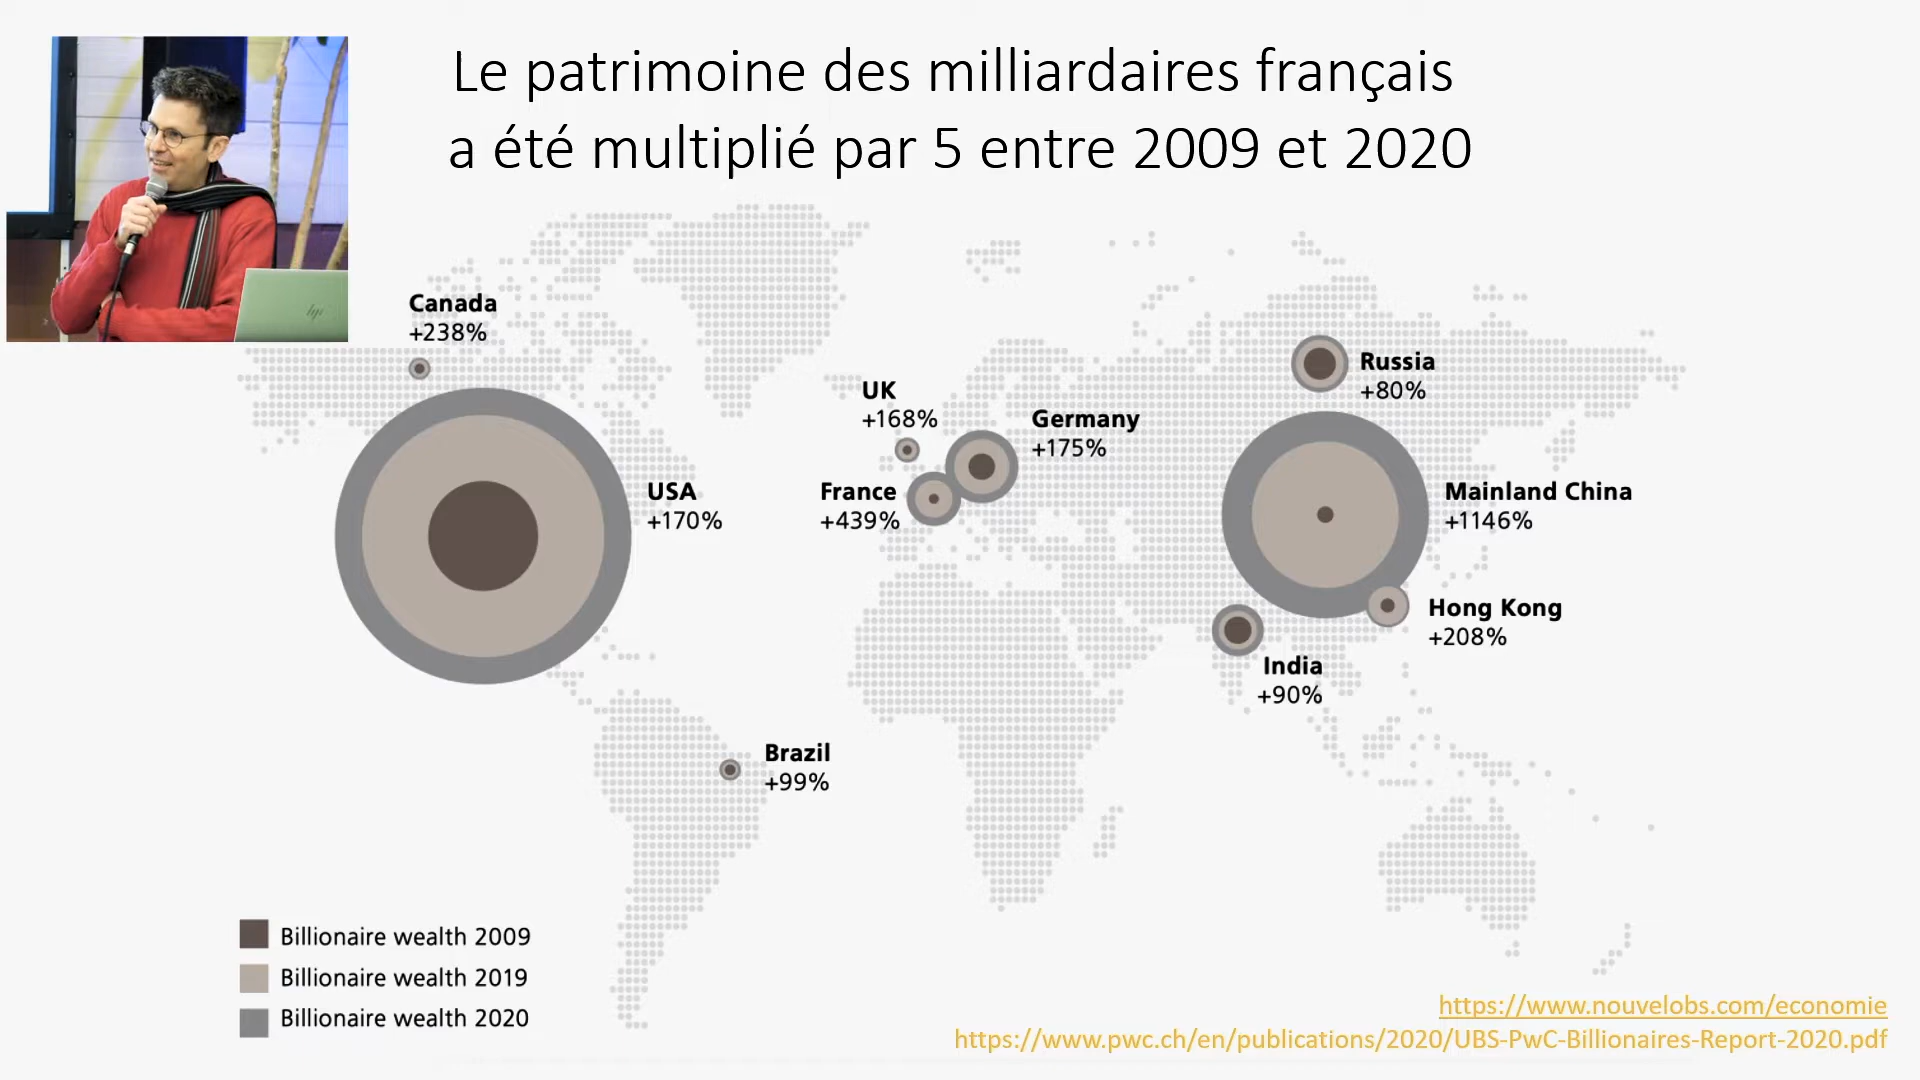 Le patrimoine des milliardaires français
a été multiplié par 5 entre 2009 et 2020
hp
Canada
+238%
Russia
+80%
UK
+168%
Germany
+175%
USA
+170%
France
+439%
Mainland China
+1146%
Hong Kong
+208%
India
+90%
Brazil
+99%
Billionaire wealth 2009
Billionaire wealth 2019
Billionaire wealth 2020
https://www.nouvelobs.com/economie
https://www.pwc.ch/en/publications/2020/UBS-PwC-Billionaires-Report-2020.pdf